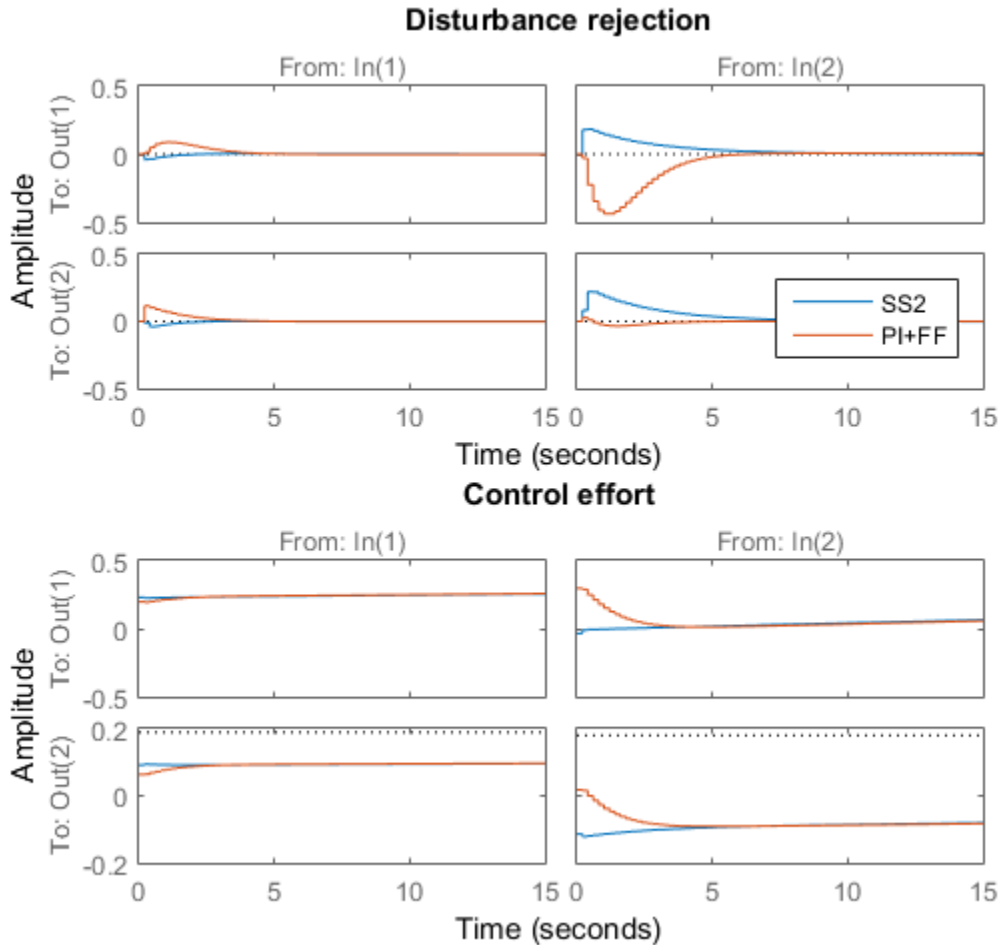 Disturbance rejection
From: In(1)
From: In(2)
Amplitude
To: Out(1)
0.5
0
-0.5
To: Out(2)
0.5
0
-0.5
SS2
PI+FF
0 5 10 15
0 5 10 15
Time (seconds)
Control effort
From: In(1)
From: In(2)
Amplitude
To: Out(1)
0.5
0
-0.5
To: Out(2)
0.2
0
-0.2
0 5 10 15
0 5 10 15
Time (seconds)